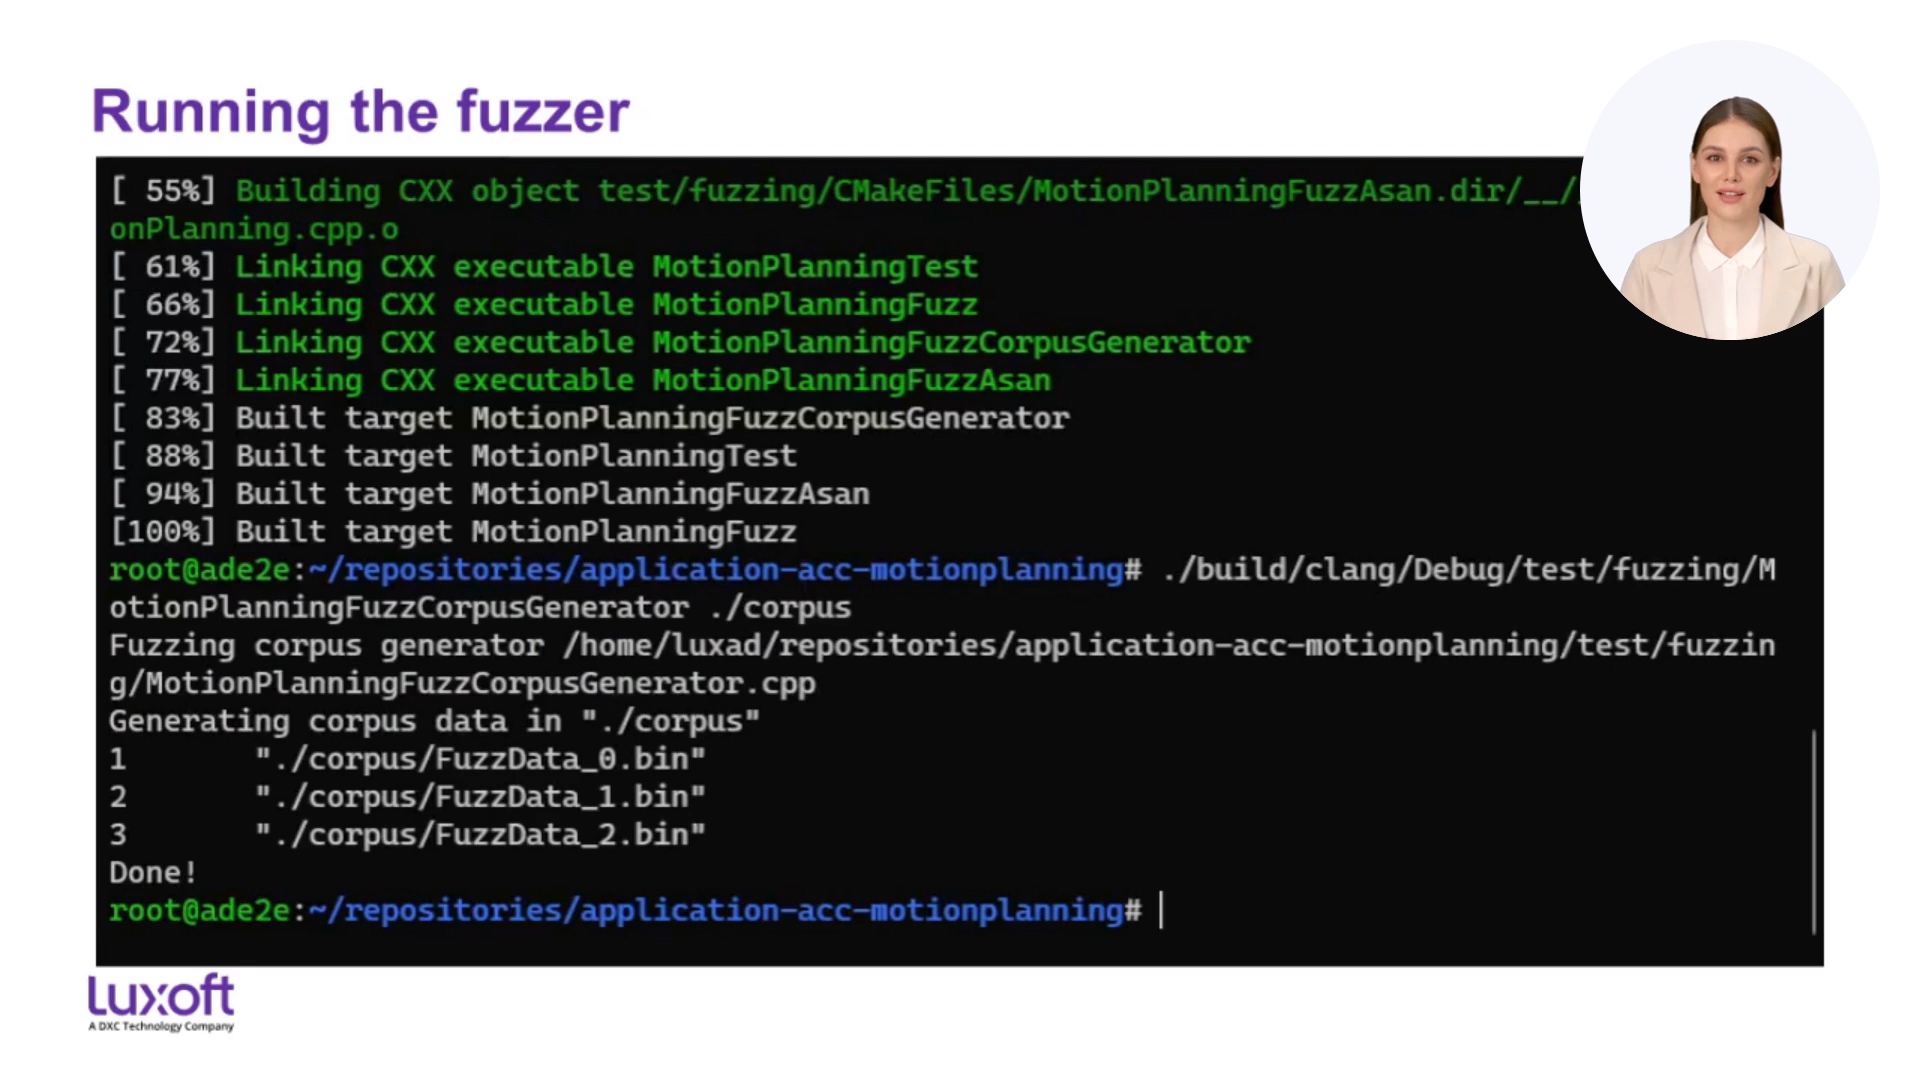 Running the fuzzer
[ 55%] Building CXX object test/fuzzing/CMakeFiles/MotionPlanningFuzzAsan.dir/__/
onPlanning.cpp.o
[ 61%] Linking CXX executable MotionPlanningTest
[ 66%] Linking CXX executable MotionPlanningFuzz
[ 72%] Linking CXX executable MotionPlanningFuzzCorpusGenerator
[ 77%] Linking CXX executable MotionPlanningFuzzAsan
[ 83%] Built target MotionPlanningFuzzCorpusGenerator
[ 88%] Built target MotionPlanningTest
[ 94%] Built target MotionPlanningFuzzAsan
[100%] Built target MotionPlanningFuzz
root@ade2e:~/repositories/application-acc-motionplanning# ./build/clang/Debug/test/fuzzing/M
otionPlanningFuzzCorpusGenerator ./corpus
Fuzzing corpus generator /home/luxad/repositories/application-acc-motionplanning/test/fuzzin
g/MotionPlanningFuzzCorpusGenerator.cpp
Generating corpus data in "./corpus"
1 "./corpus/FuzzData_0.bin"
2 "./corpus/FuzzData_1.bin"
3 "./corpus/FuzzData_2.bin"
Done!
root@ade2e:~/repositories/application-acc-motionplanning#
Luxoft
A DXC Technology Company